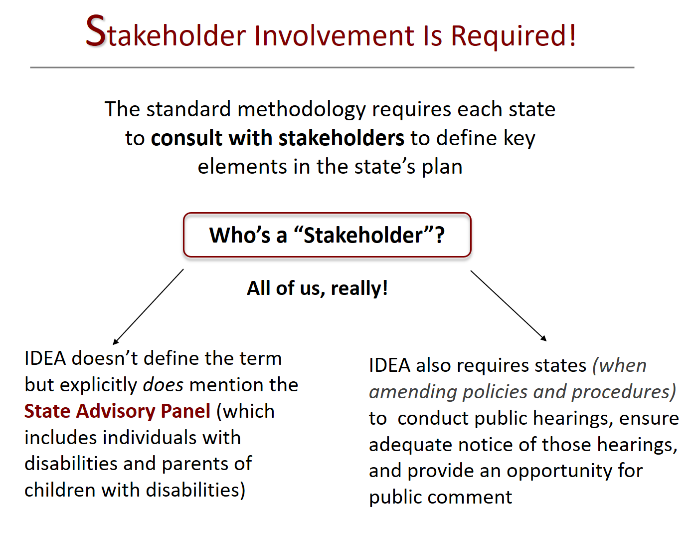 Stakeholder Involvement Is Required!
The standard methodology requires each state
to consult with stakeholders to define key
elements in the state's plan
Who's a “Stakeholder”?
All of us, really!
IDEA doesn't define the term
but explicitly does mention the
State Advisory Panel (which
includes individuals with
disabilities and parents of
children with disabilities)
IDEA also requires states (when
amending policies and procedures)
to conduct public hearings, ensure
adequate notice of those hearings,
and provide an opportunity for
public comment